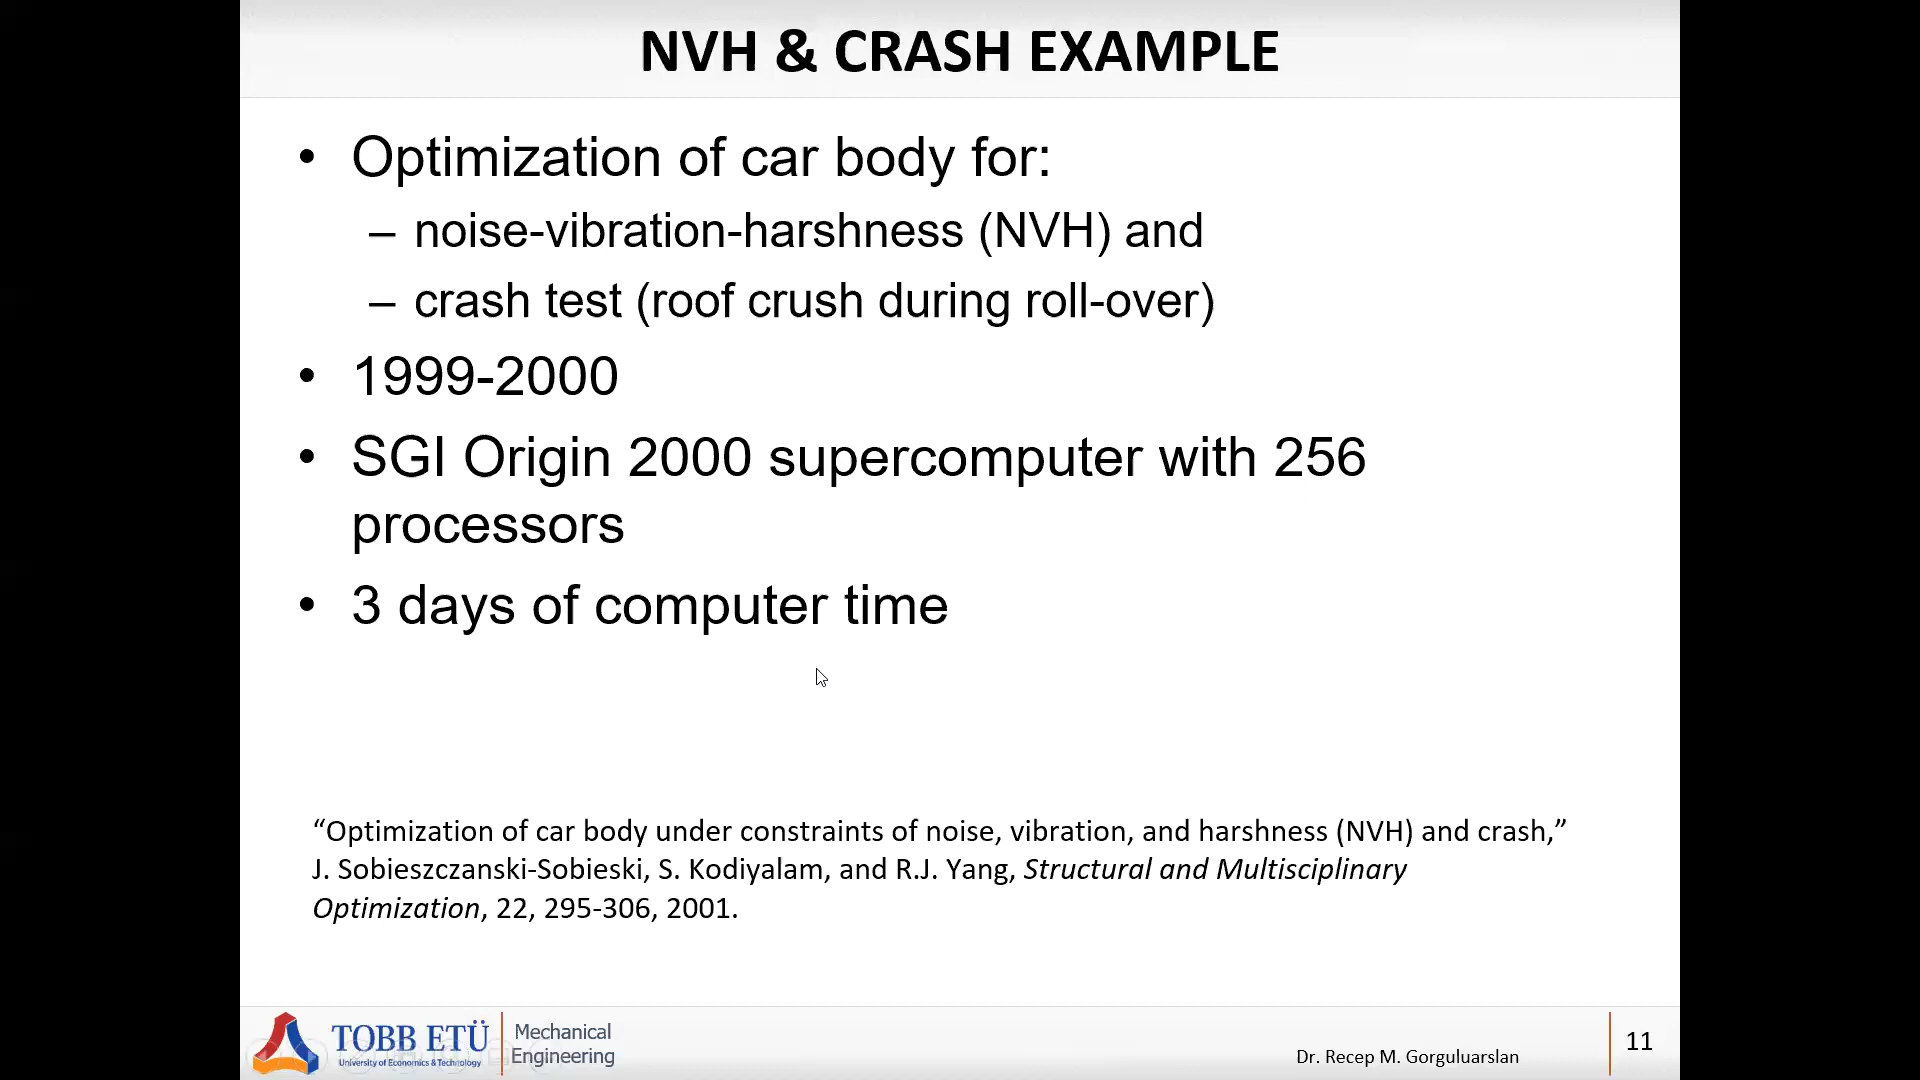 NVH & CRASH EXAMPLE
• Optimization of car body for:
– noise-vibration-harshness (NVH) and
– crash test (roof crush during roll-over)
• 1999-2000
• SGI Origin 2000 supercomputer with 256
processors
• 3 days of computer time
“Optimization of car body under constraints of noise, vibration, and harshness (NVH) and crash,”
J. Sobieszczanski-Sobieski, S. Kodiyalam, and R.J. Yang, Structural and Multisciplinary
Optimization, 22, 295-306, 2001.
TOBB ETÜ
University of Economics & Technology
Mechanical
Engineering
Dr. Recep M. Gorguluarslan
11